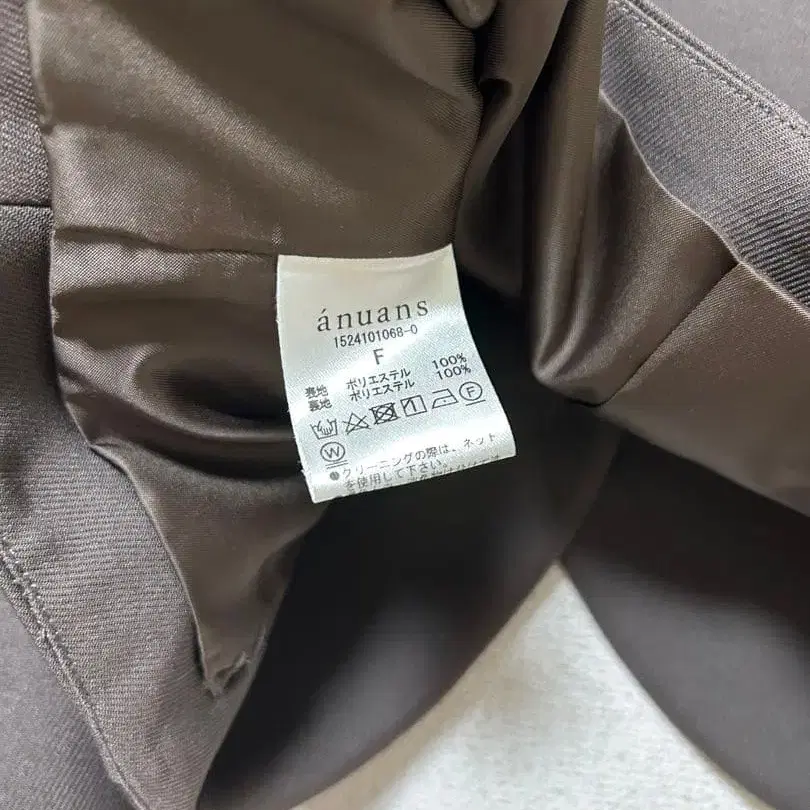 ánuans
1524101068-0
F
表地 ポリエステル 100%
裏地 ポリエステル 100%
F
W
●クリーニングの際は、ネット
を使用して下さい。